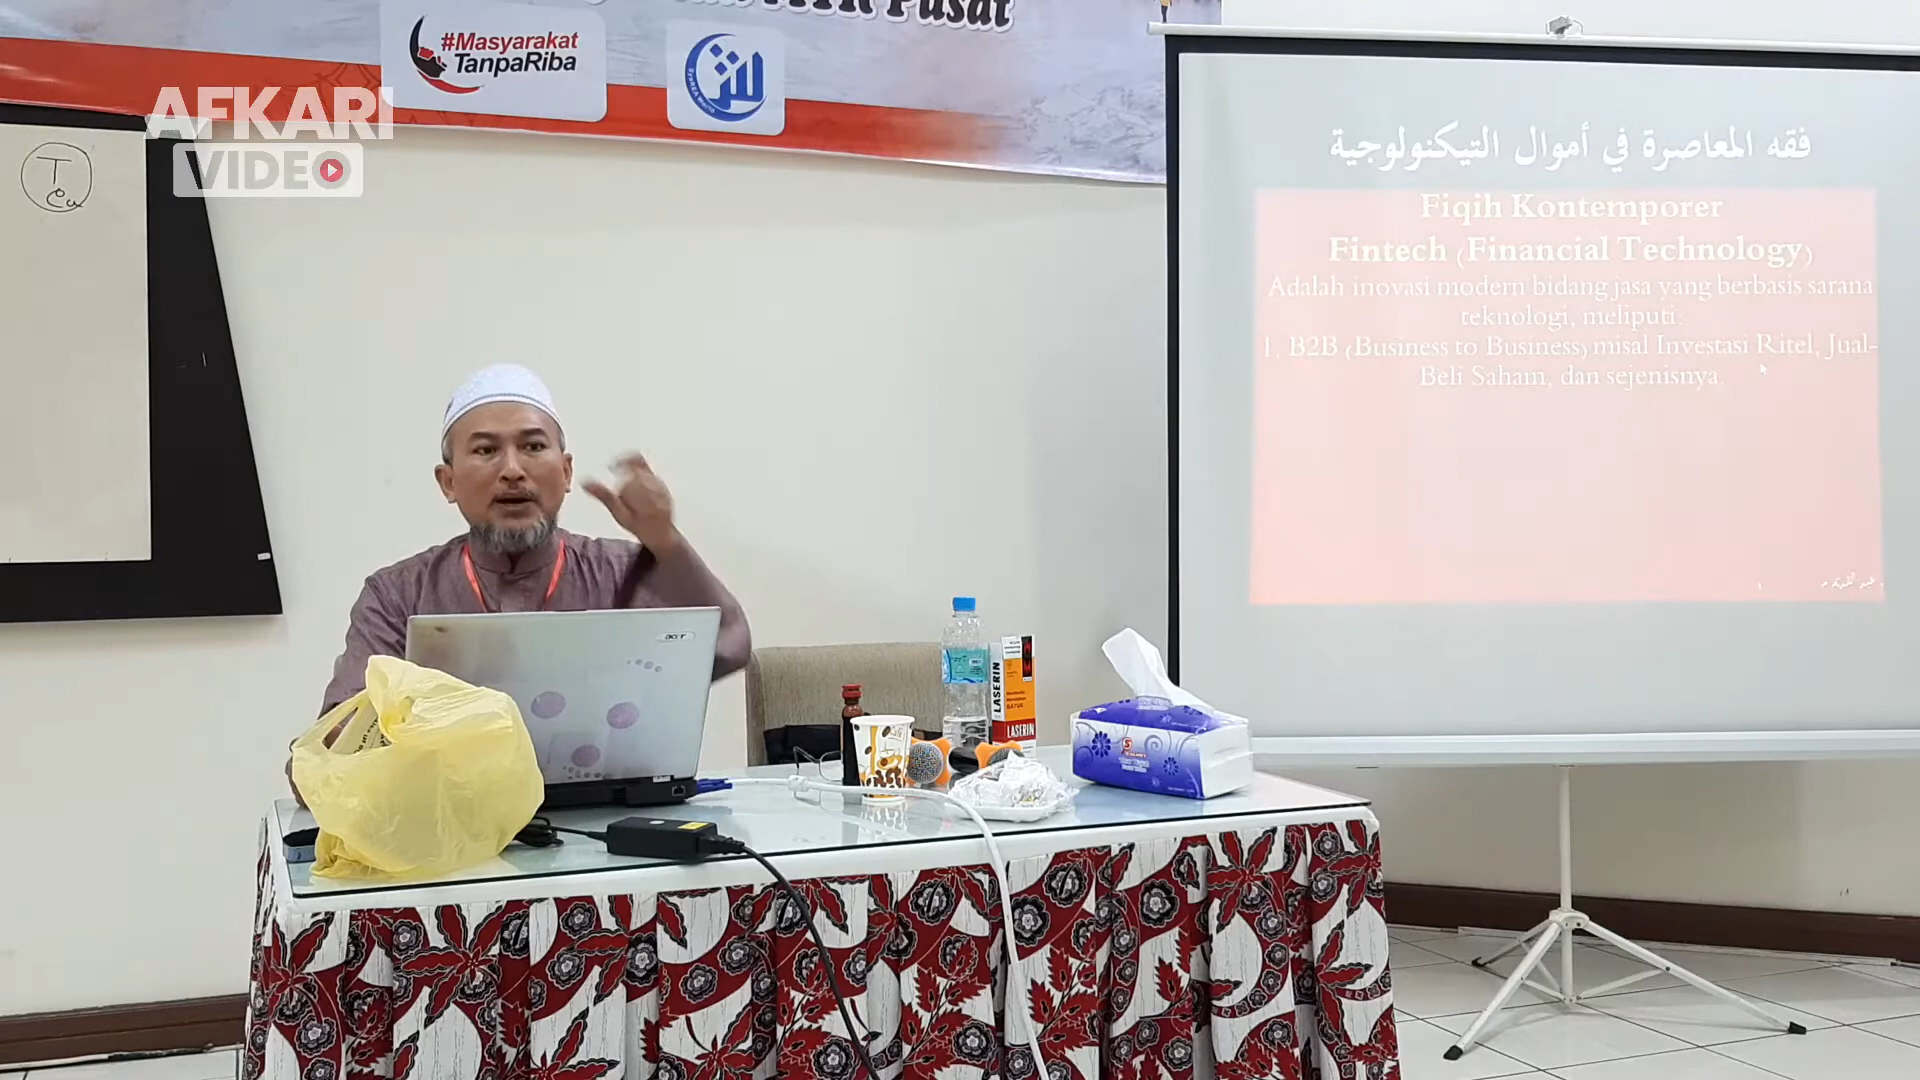 Pusat
#Masyarakat
TanpaRiba
AFKARI
VIDEO
T
acer
LASERIN
LASERIN
فقه المعاصرة في أموال التيكنولوجية
Fiqih Kontemporer
Fintech (Financial Technology)
Adalah inovasi modern bidang jasa yang berbasis sarana
teknologi, meliputi:
1. B2B (Business to Business) misal Investasi Ritel, Jual-
Beli Saham, dan sejenisnya.